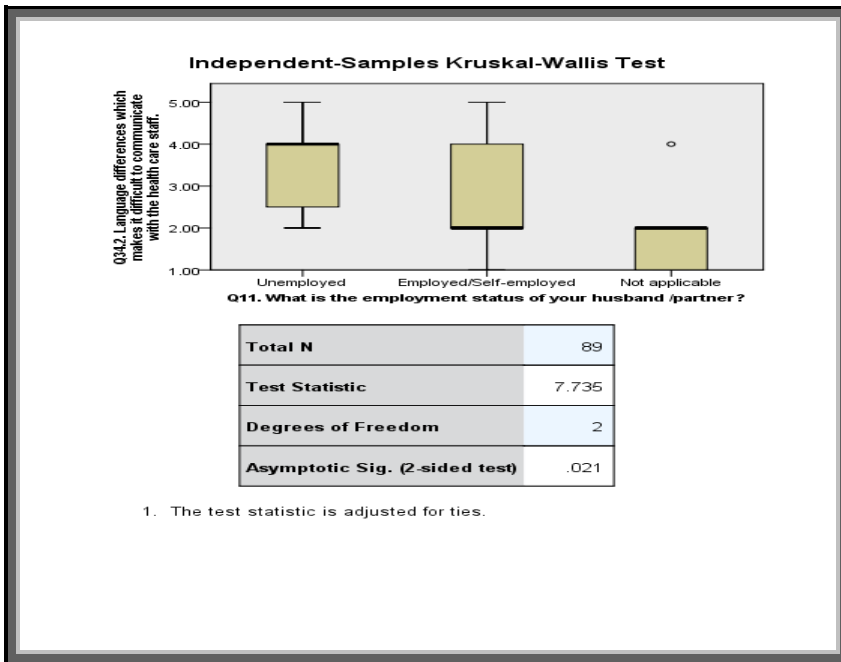 Independent-Samples Kruskal-Wallis Test
Q34.2. Language differences which
makes it difficult to communicate
with the health care staff.
5.00
4.00
3.00
2.00
1.00
Unemployed Employed/Self-employed Not applicable
Q11. What is the employment status of your husband /partner?
Total N 89
Test Statistic 7.735
Degrees of Freedom 2
Asymptotic Sig. (2-sided test) .021
1. The test statistic is adjusted for ties.